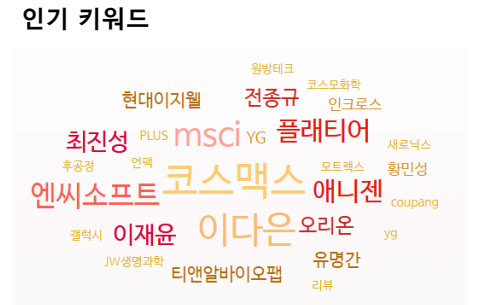 인기 키워드
원방테크
코스모화학
현대이지웰
전종규
인크로스
최진성
PLUS
msci
YG
플래티어
새로닉스
후공정
언팩
코스맥스
모트렉스
황민성
엔씨소프트
애니젠
coupang
갤럭시
이재윤
이다은
오리온
yg
JW생명과학
티앤알바이오팹
유명간
리뷰